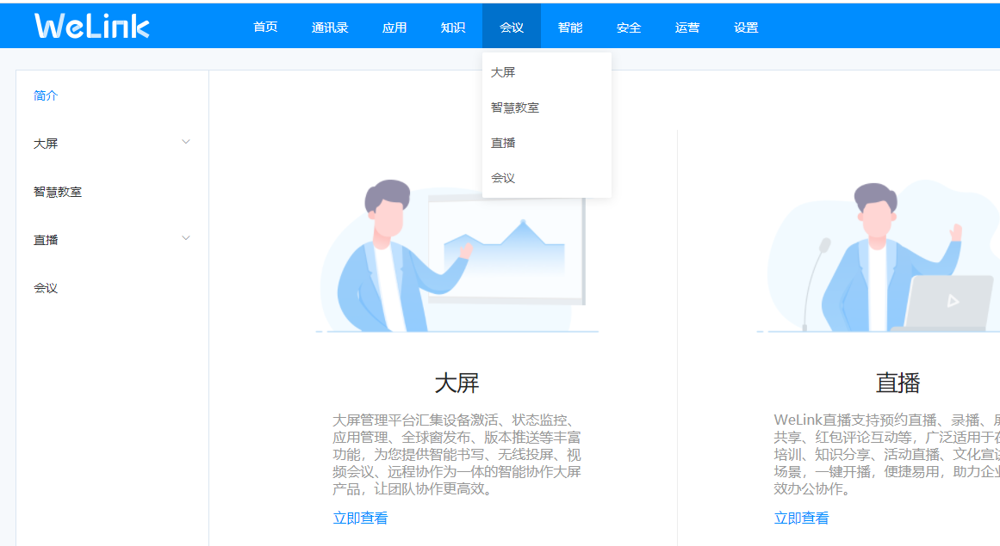 WeLink 首页 通讯录 应用 知识 会议 智能 安全 运营 设置
大屏
智慧教室
直播
会议
简介
大屏
智慧教室
直播
会议
大屏
大屏管理平台汇集设备激活、状态监控、
应用管理、全球窗发布、版本推送等丰富
功能，为您提供智能书写、无线投屏、视
频会议、远程协作为一体的智能协作大屏
产品，让团队协作更高效。
立即查看
直播
WeLink直播支持预约直播、录播、
共享、红包评论互动等，广泛适用于
培训、知识分享、活动直播、文化宣
场景，一键开播，便捷易用，助力企
效办公协作。
立即查看